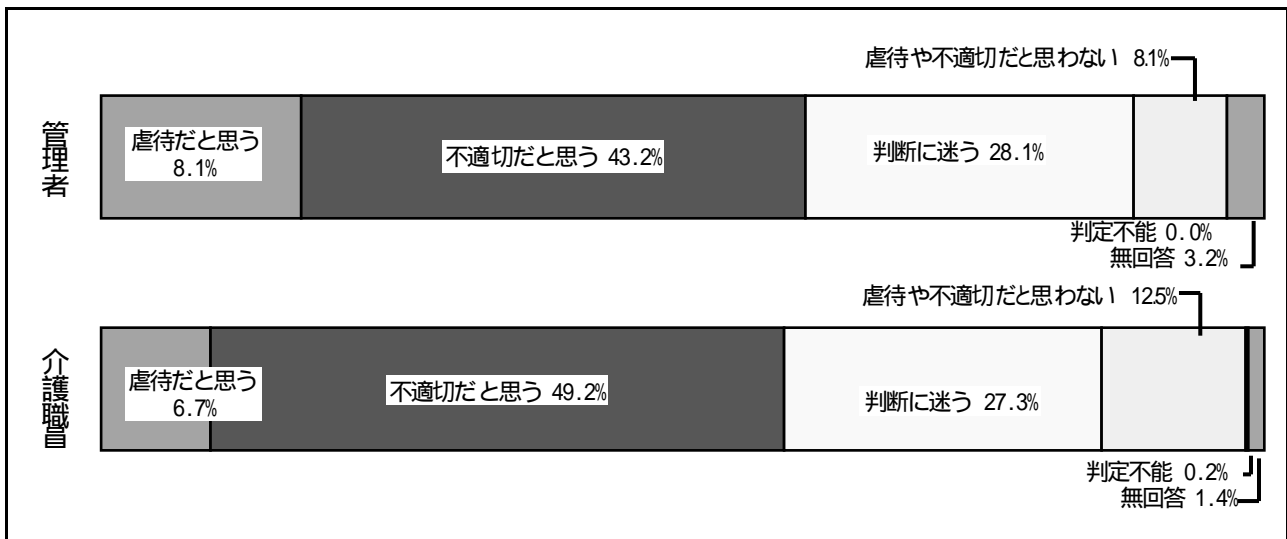 虐待や不適切だと思わない 8.1%
管理者
虐待だと思う
8.1%
不適切だと思う 43.2%
判断に迷う 28.1%
判定不能 0.0%
無回答 3.2%
虐待や不適切だと思わない 12.5%
介護職員
虐待だと思う
6.7%
不適切だと思う 49.2%
判断に迷う 27.3%
判定不能 0.2%
無回答 1.4%